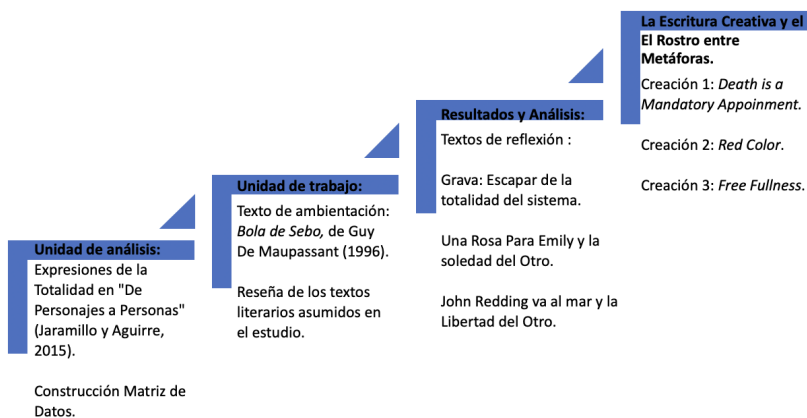 Unidad de análisis:
Expresiones de la
Totalidad en "De
Personajes a Personas"
(Jaramillo y Aguirre,
2015).
Construcción Matriz de
Datos.
Unidad de trabajo:
Texto de ambientación:
Bola de Sebo, de Guy
De Maupassant (1996).
Reseña de los textos
literarios asumidos en
el estudio.
Resultados y Análisis:
Textos de reflexión :
Grava: Escapar de la
totalidad del sistema.
Una Rosa Para Emily y la
soledad del Otro.
John Redding va al mar y la
Libertad del Otro.
La Escritura Creativa y el
El Rostro entre
Metáforas.
Creación 1: Death is a
Mandatory Appoinment.
Creación 2: Red Color.
Creación 3: Free Fullness.